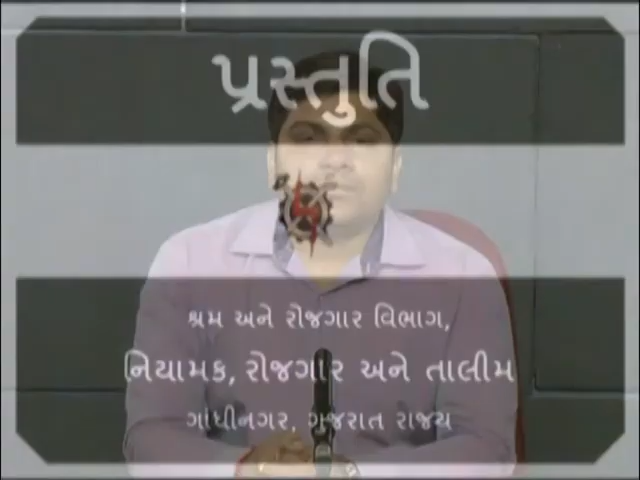 પ્રસ્તુતિ
શ્રમ અને રોજગાર વિભાગ,
નિયામક, રોજગાર અને તાલીમ
ગાંધીનગર, ગુજરાત રાજ્ય